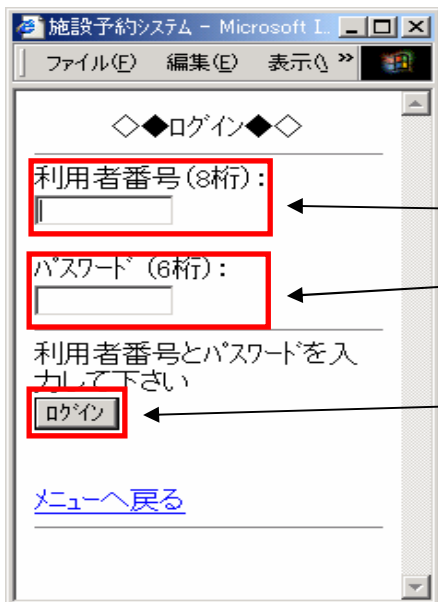 施設予約システム - Microsoft I...
ファイル(F) 編集(E) 表示(V »
◇◆ログイン◆◇
利用者番号(8桁):
パスワード(6桁):
利用者番号とパスワードを入
力して下さい
ログイン
メニューへ戻る